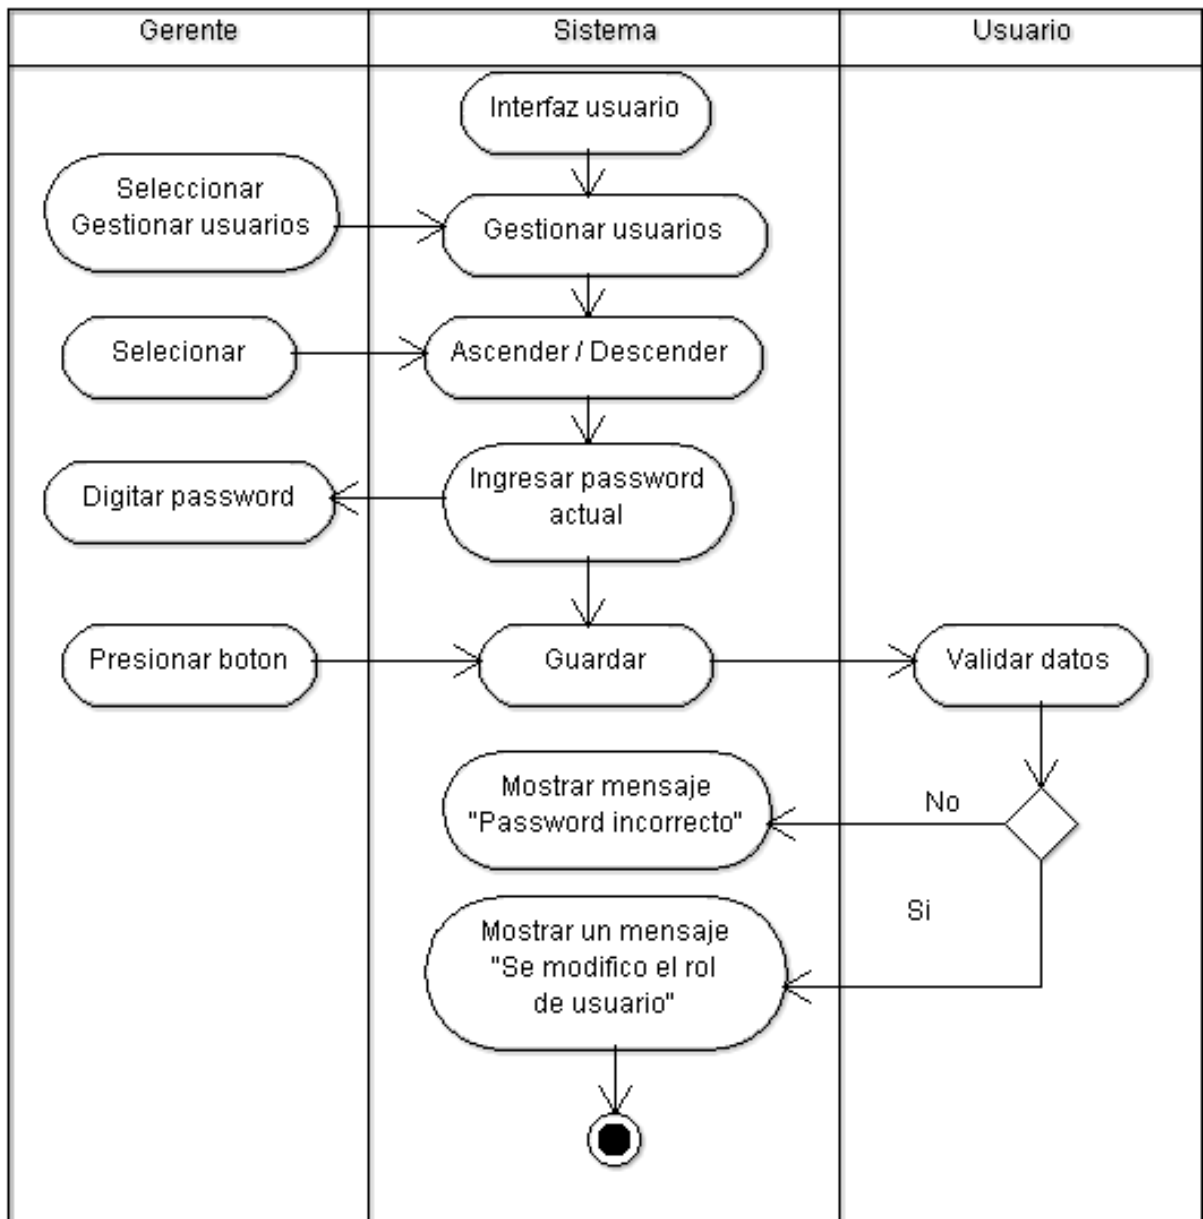 Gerente
Sistema
Usuario
Interfaz usuario
Seleccionar
Gestionar usuarios
Gestionar usuarios
Selecionar
Ascender / Descender
Digitar password
Ingresar password
actual
Presionar boton
Guardar
Validar datos
Mostrar mensaje
"Password incorrecto"
No
Si
Mostrar un mensaje
"Se modifico el rol
de usuario"